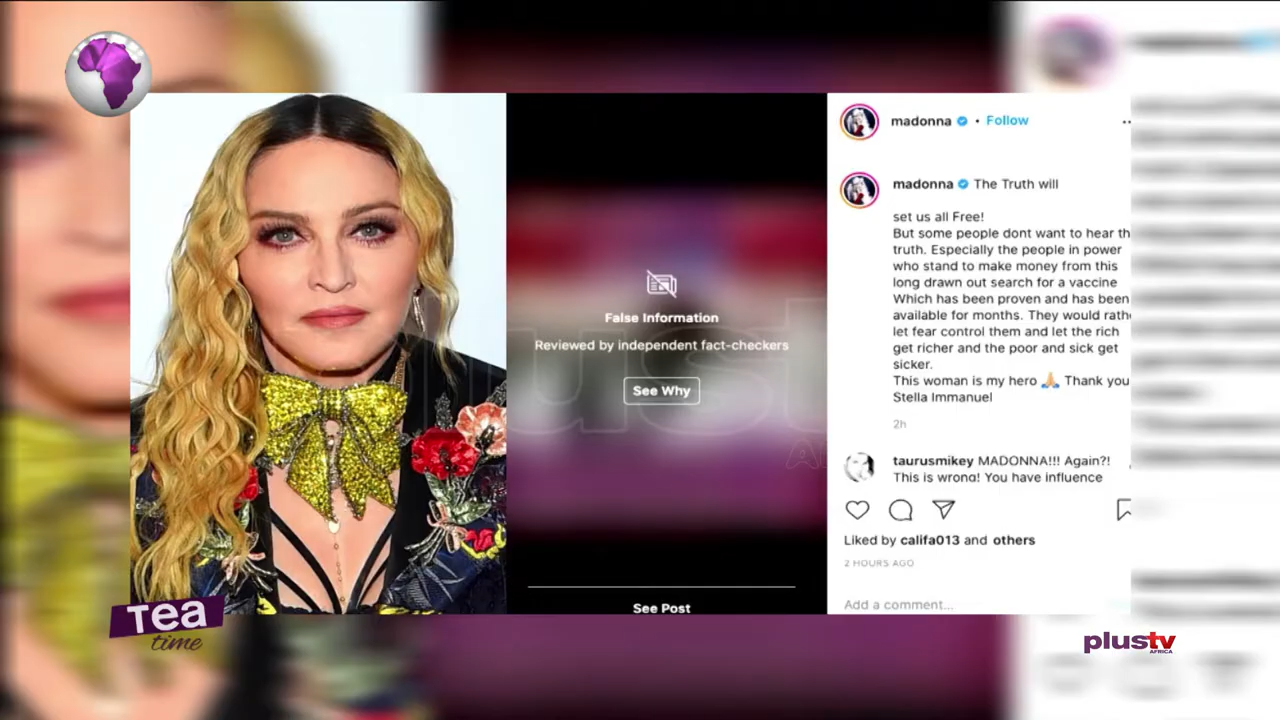 madonna • Follow
madonna The Truth will
set us all Free!
But some people dont want to hear th
truth. Especially the people in power
who stand to make money from this
long drawn out search for a vaccine
Which has been proven and has been
available for months. They would rath
let fear control them and let the rich
get richer and the poor and sick get
sicker.
This woman is my hero 🙏🏼 Thank you
Stella Immanuel
2h
taurusmikey MADONNA!!! Again?!
This is wrong! You have influence
Liked by califa013 and others
2 HOURS AGO
Add a comment...
False Information
Reviewed by independent fact-checkers
See Why
See Post
Tea
time
plustv
AFRICA